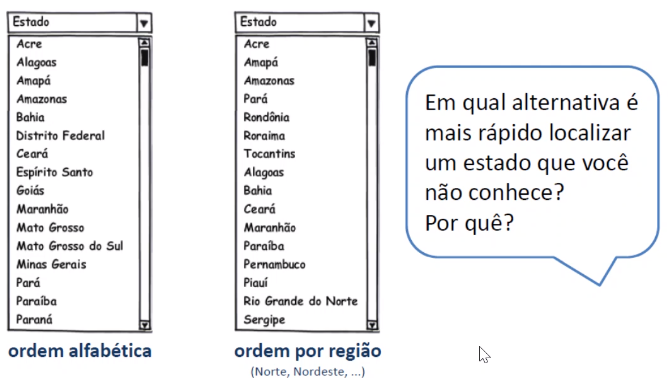 Estado
Acre
Alagoas
Amapá
Amazonas
Bahia
Distrito Federal
Ceará
Espírito Santo
Goiás
Maranhão
Mato Grosso
Mato Grosso do Sul
Minas Gerais
Pará
Paraíba
Paraná
ordem alfabética
Estado
Acre
Amapá
Amazonas
Pará
Rondônia
Roraima
Tocantins
Alagoas
Bahia
Ceará
Maranhão
Paraíba
Pernambuco
Piauí
Rio Grande do Norte
Sergipe
ordem por região
(Norte, Nordeste, ...)
Em qual alternativa é
mais rápido localizar
um estado que você
não conhece?
Por quê?